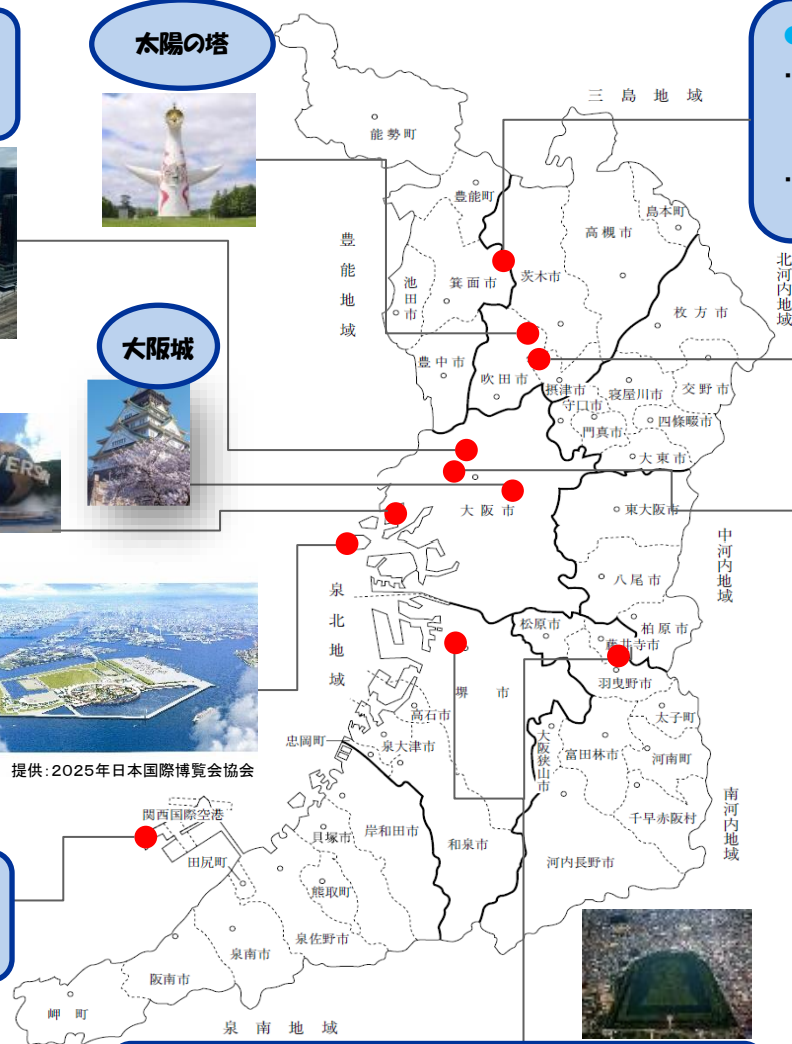 太陽の塔
三島地域
能勢町
豊能町
島本町
高槻市
豊能地域
池田市
箕面市
茨木市
北河内地域
枚方市
豊中市
吹田市
摂津市
寝屋川市
交野市
守口市
四條畷市
門真市
大東市
大阪城
大阪市
東大阪市
中河内地域
八尾市
泉北地域
松原市
柏原市
藤井寺市
羽曳野市
堺市
高石市
太子町
忠岡町
泉大津市
大阪狭山市
富田林市
河南町
提供:2025年日本国際博覧会協会
南河内地域
関西国際空港
千早赤阪村
貝塚市
岸和田市
和泉市
田尻町
河内長野市
熊取町
泉佐野市
泉南市
阪南市
岬町
泉南地域